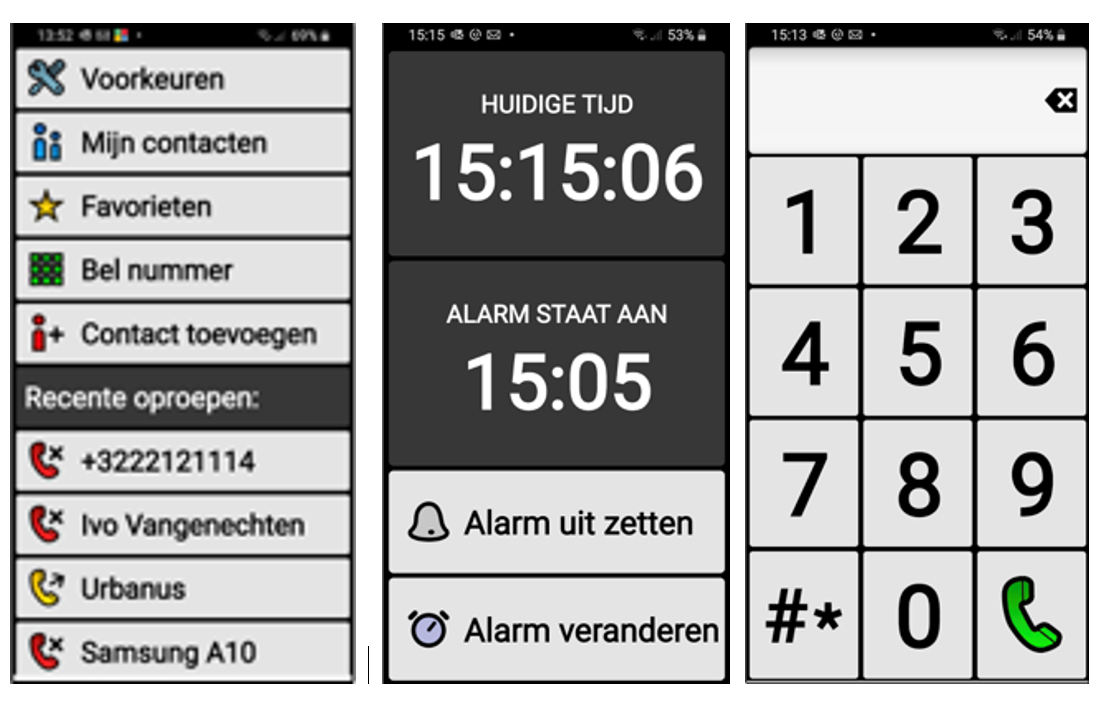 13:52
69%
Voorkeuren
Mijn contacten
Favorieten
Bel nummer
Contact toevoegen
Recente oproepen:
+3222121114
Ivo Vangenechten
Urbanus
Samsung A10
15:15
53%
HUIDIGE TIJD
15:15:06
ALARM STAAT AAN
15:05
Alarm uit zetten
Alarm veranderen
15:13
54%
1 2 3
4 5 6
7 8 9
#* 0